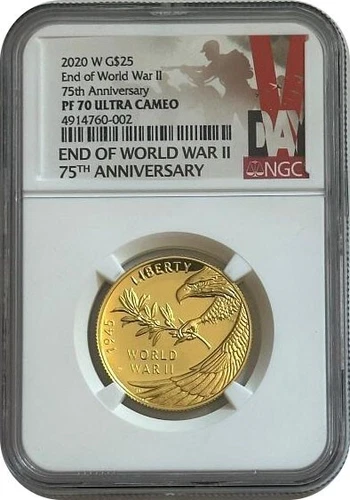 2020 W G$25
End of World War II
75th Anniversary
PF 70 ULTRA CAMEO
4914760-002
V
DAY
END OF WORLD WAR II
75TH ANNIVERSARY
NGC
LIBERTY
1945
WORLD
WAR II